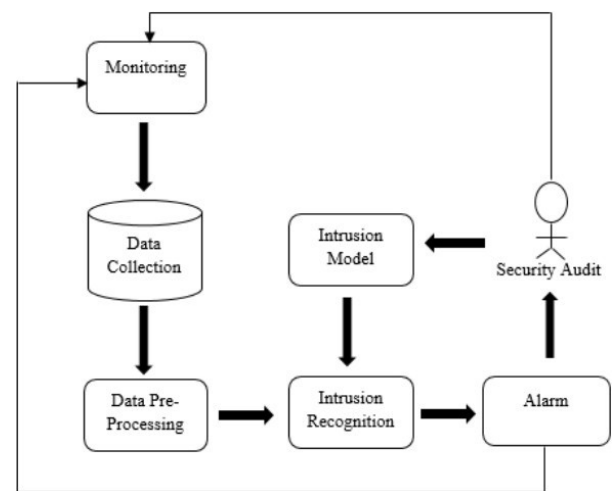 Monitoring
Data
Collection
Intrusion
Model
Security Audit
Data Pre-
Processing
Intrusion
Recognition
Alarm